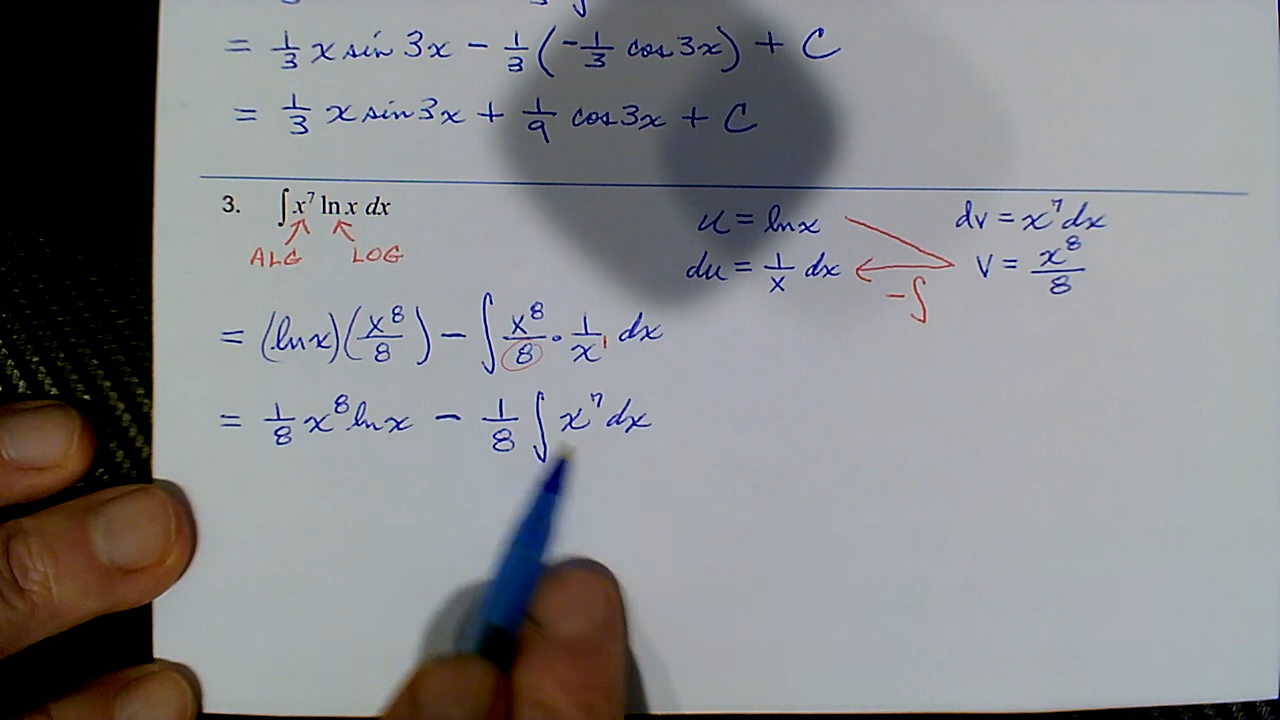 = 1/3 x sin 3x - 1/3 (-1/3 cos 3x) + C
= 1/3 x sin 3x + 1/9 cos 3x + C
3. ∫ x⁷ ln x dx
ALG LOG
u = ln x dv = x⁷ dx
du = 1/x dx v = x⁸/8
-∫
= (ln x)(x⁸/8) - ∫ x⁸/8 · 1/x dx
= 1/8 x⁸ ln x - 1/8 ∫ x⁷ dx